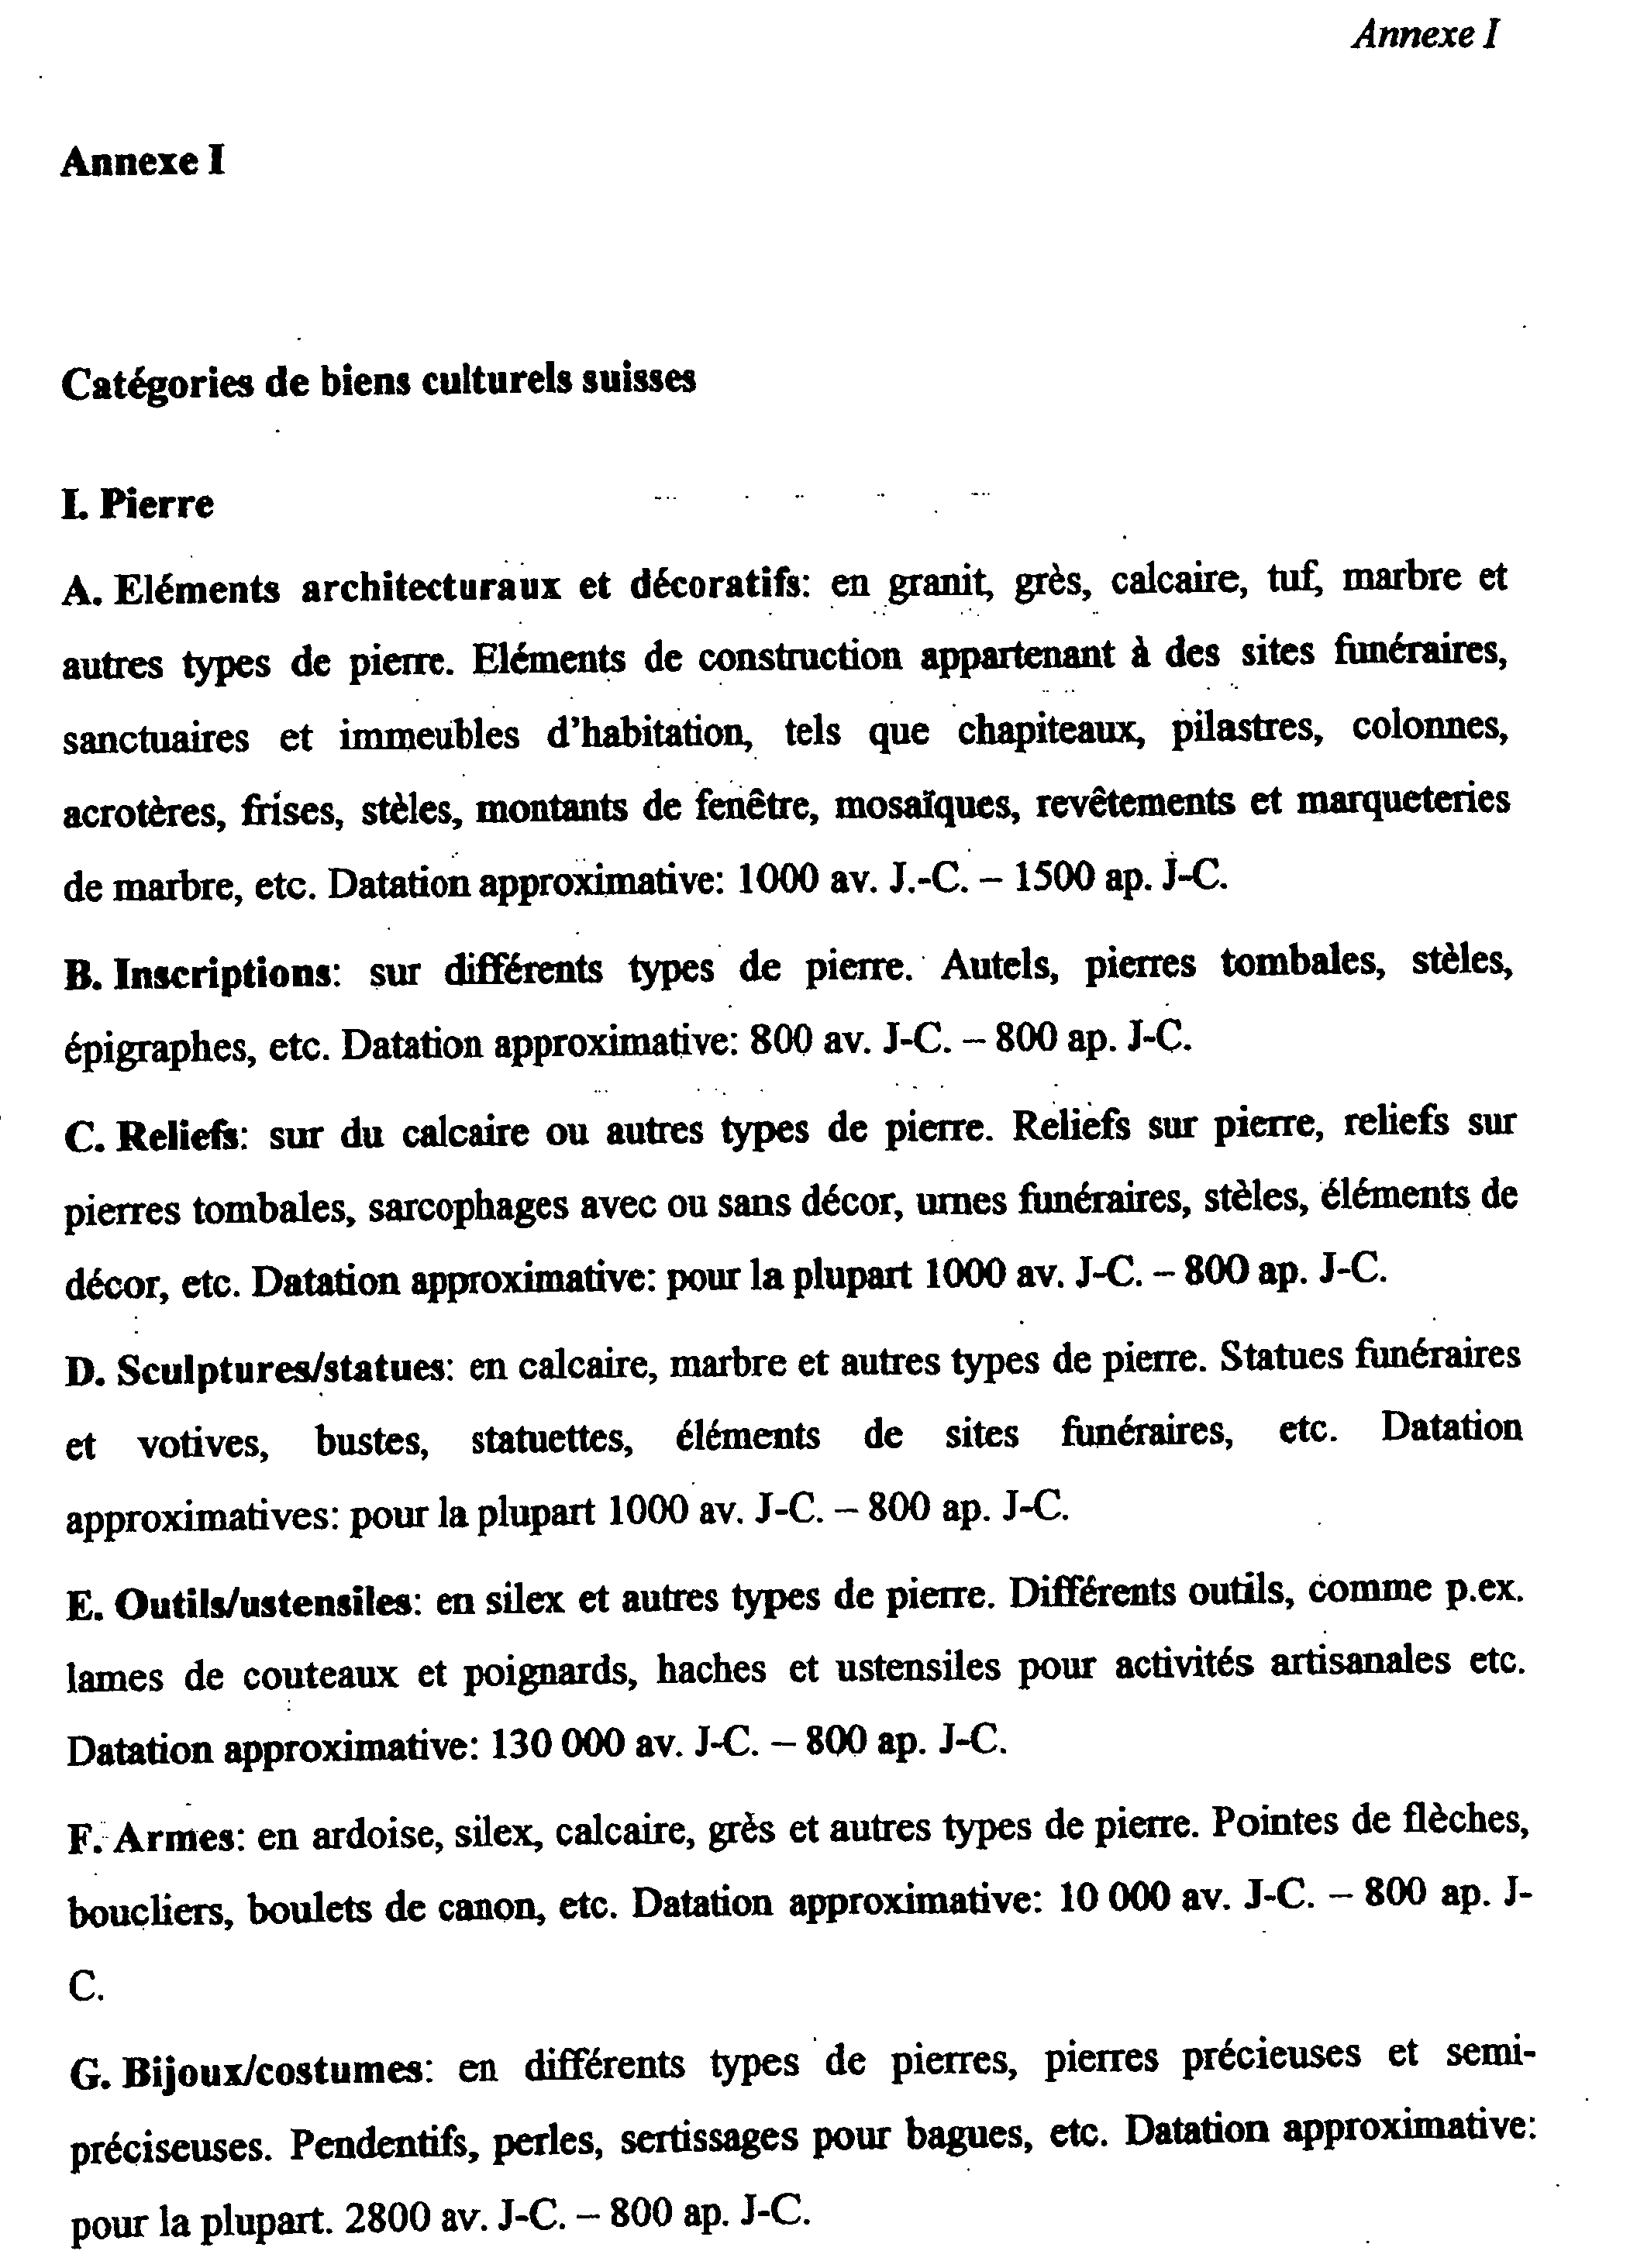 Annexe I
Annexe I
Catégories de biens culturels suisses
I. Pierre
A. Eléments architecturaux et décoratifs: en granit, grès, calcaire, tuf, marbre et
autres types de pierre. Eléments de construction appartenant à des sites funéraires,
sanctuaires et immeubles d'habitation, tels que chapiteaux, pilastres, colonnes,
acrotères, frises, stèles, montants de fenêtre, mosaïques, revêtements et marqueteries
de marbre, etc. Datation approximative: 1000 av. J.-C. – 1500 ap. J-C.
B. Inscriptions: sur différents types de pierre. Autels, pierres tombales, stèles,
épigraphes, etc. Datation approximative: 800 av. J-C. – 800 ap. J-C.
C. Reliefs: sur du calcaire ou autres types de pierre. Reliefs sur pierre, reliefs sur
pierres tombales, sarcophages avec ou sans décor, urnes funéraires, stèles, éléments de
décor, etc. Datation approximative: pour la plupart 1000 av. J-C. – 800 ap. J-C.
D. Sculptures/statues: en calcaire, marbre et autres types de pierre. Statues funéraires
et votives, bustes, statuettes, éléments de sites funéraires, etc. Datation
approximatives: pour la plupart 1000 av. J-C. – 800 ap. J-C.
E. Outils/ustensiles: en silex et autres types de pierre. Différents outils, comme p.ex.
lames de couteaux et poignards, haches et ustensiles pour activités artisanales etc.
Datation approximative: 130 000 av. J-C. – 800 ap. J-C.
F. Armes: en ardoise, silex, calcaire, grès et autres types de pierre. Pointes de flèches,
boucliers, boulets de canon, etc. Datation approximative: 10 000 av. J-C. – 800 ap. J-
C.
G. Bijoux/costumes: en différents types de pierres, pierres précieuses et semi-
préciseuses. Pendentifs, perles, sertissages pour bagues, etc. Datation approximative:
pour la plupart. 2800 av. J-C. – 800 ap. J-C.